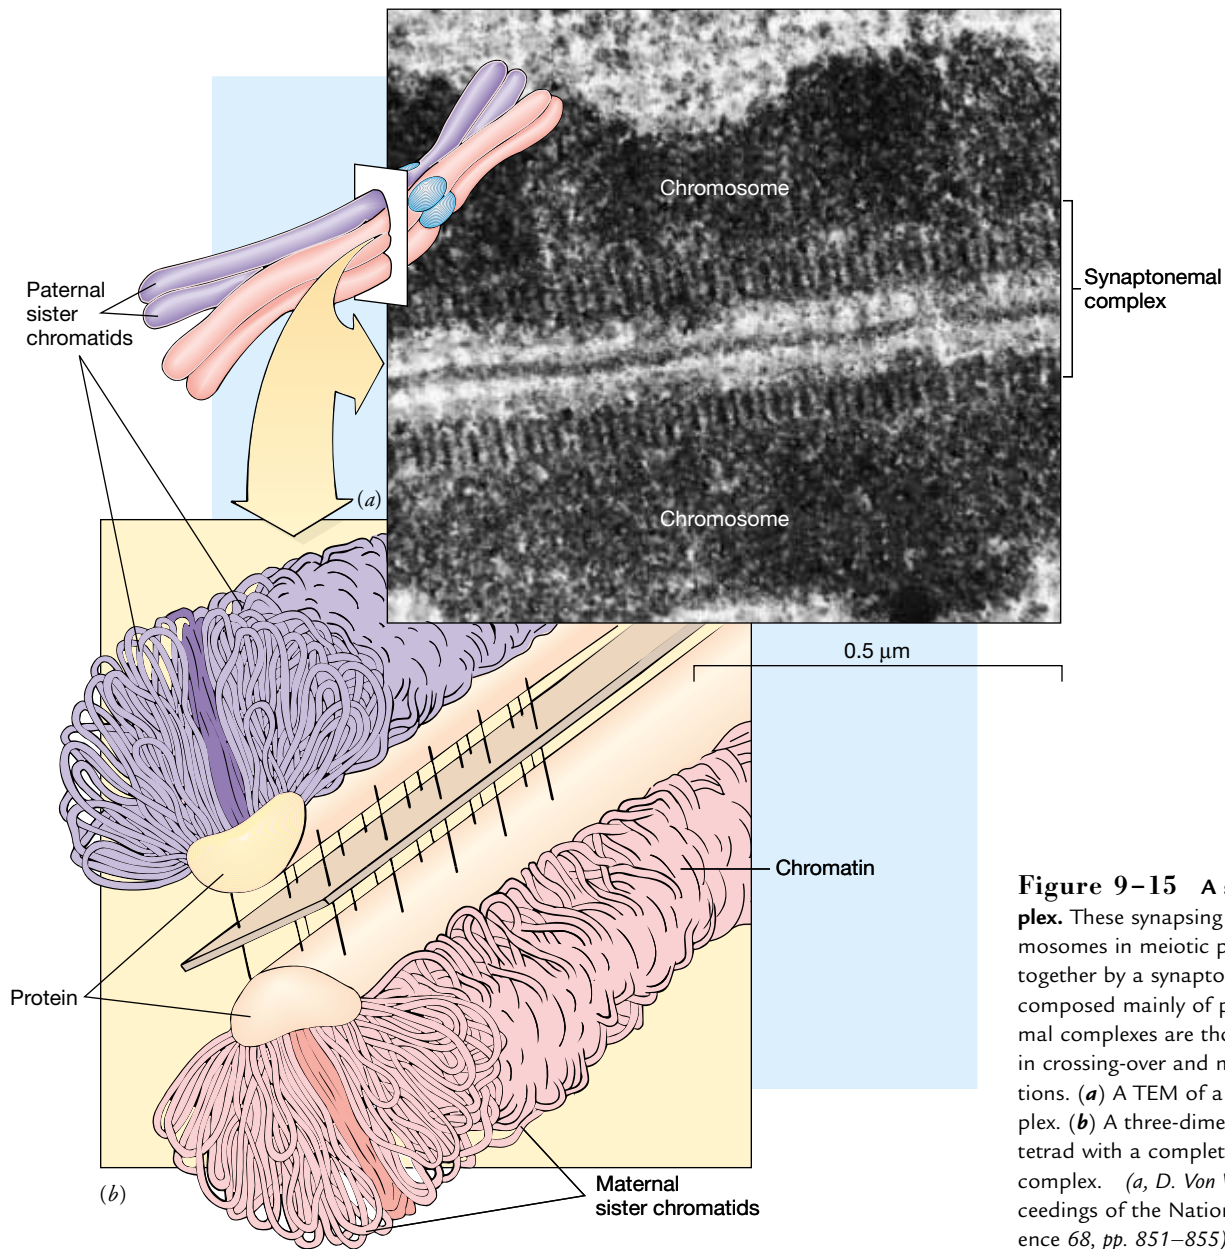 Chromosome
Synaptonemal
complex
Paternal
sister
chromatids
(a)
Chromosome
0.5 μm
Chromatin
Protein
Maternal
sister chromatids
(b)
Figure 9–15 A
plex. These synapsing
mosomes in meiotic p
together by a synapto
composed mainly of p
mal complexes are tho
in crossing-over and n
tions. (a) A TEM of a
plex. (b) A three-dime
tetrad with a complet
complex. (a, D. Von
ceedings of the Nation
ence 68, pp. 851–855)